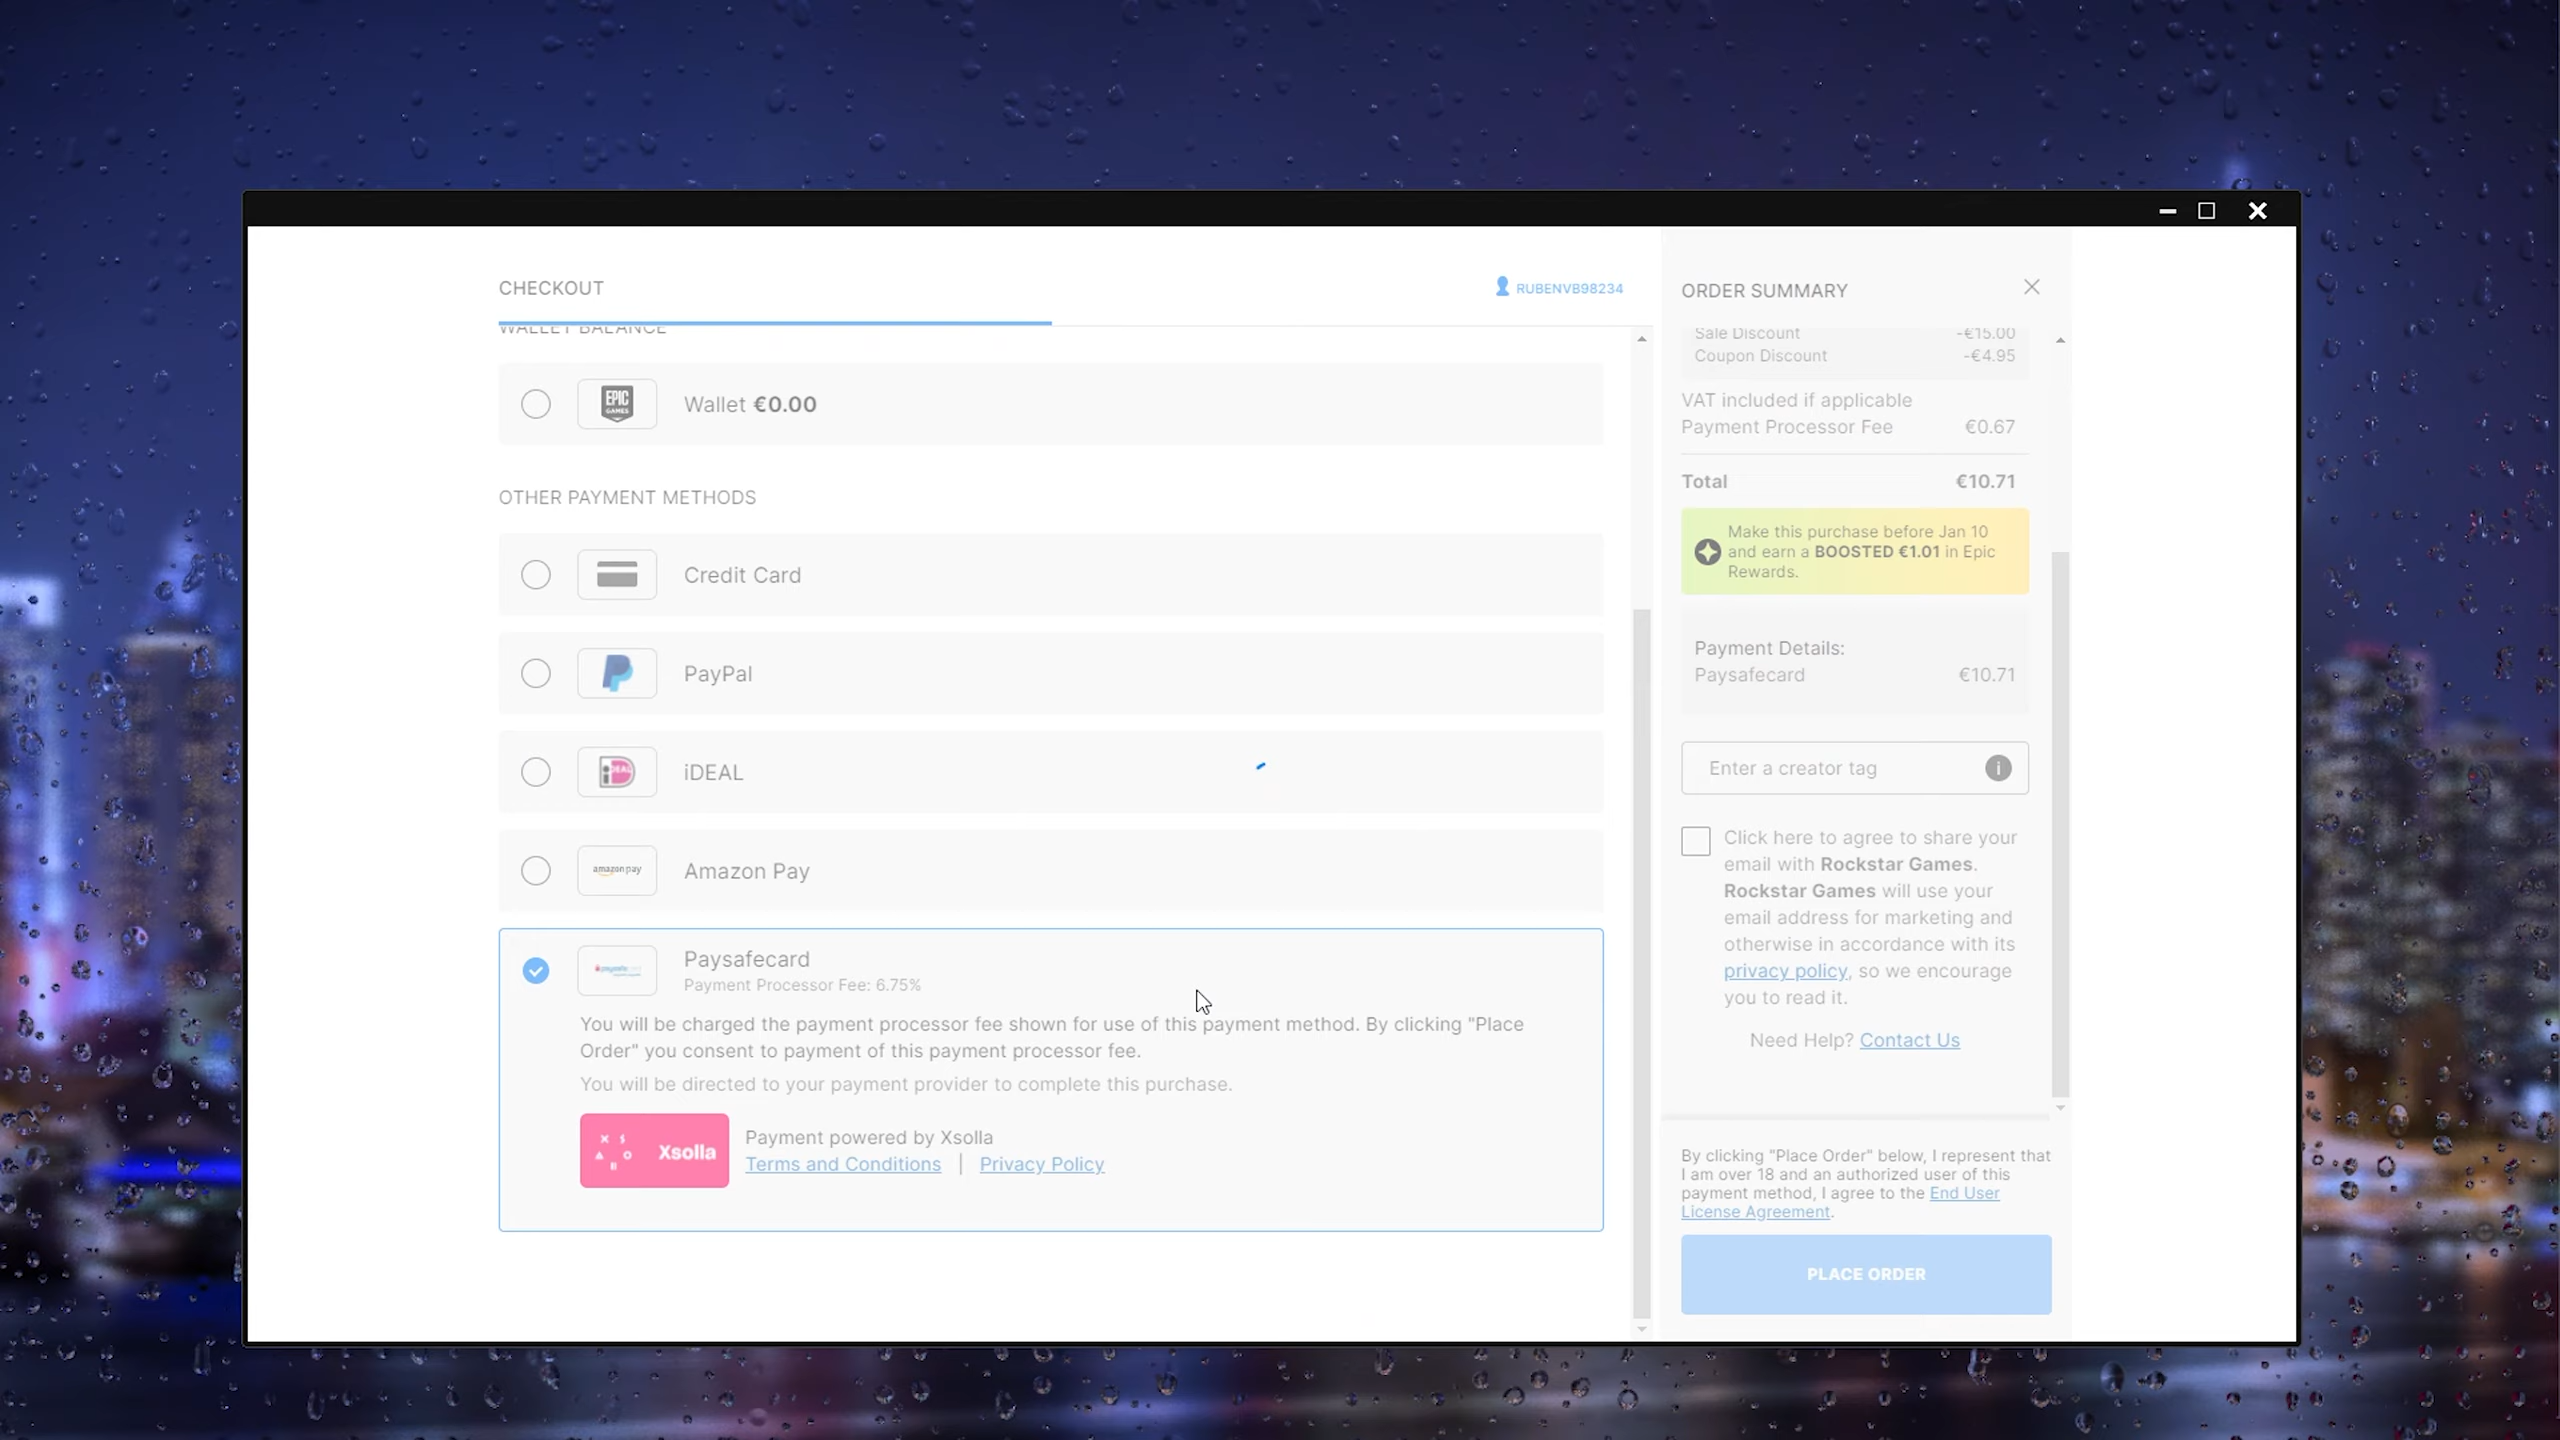 CHECKOUT
RUBENVB98234
WALLET BALANCE
EPIC
GAMES
Wallet €0.00
OTHER PAYMENT METHODS
Credit Card
PayPal
iDEAL
iDEAL
amazon pay
Amazon Pay
paysafecard
Paysafecard
Payment Processor Fee: 6.75%
You will be charged the payment processor fee shown for use of this payment method. By clicking "Place
Order" you consent to payment of this payment processor fee.
You will be directed to your payment provider to complete this purchase.
Xsolla
Payment powered by Xsolla
Terms and Conditions | Privacy Policy
ORDER SUMMARY
Sale Discount -€15.00
Coupon Discount -€4.95
VAT included if applicable
Payment Processor Fee €0.67
Total €10.71
Make this purchase before Jan 10
and earn a BOOSTED €1.01 in Epic
Rewards.
Payment Details:
Paysafecard €10.71
Enter a creator tag
Click here to agree to share your
email with Rockstar Games.
Rockstar Games will use your
email address for marketing and
otherwise in accordance with its
privacy policy, so we encourage
you to read it.
Need Help? Contact Us
By clicking "Place Order" below, I represent that
I am over 18 and an authorized user of this
payment method, I agree to the End User
License Agreement.
PLACE ORDER